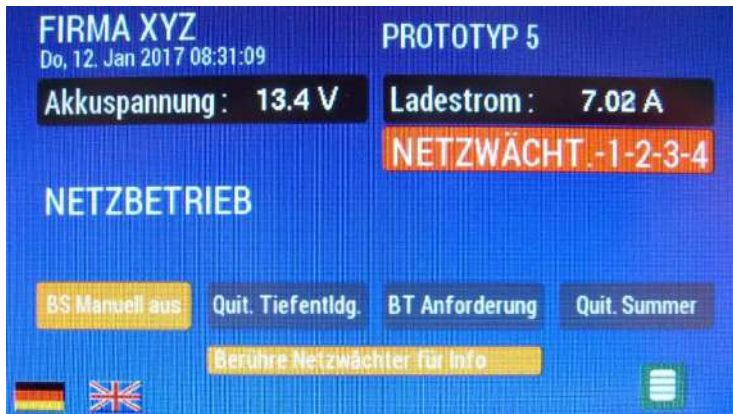 FIRMA XYZ
PROTOTYP 5
Do, 12. Jan 2017 08:31:09
Akkuspannung : 13.4 V
Ladestrom : 7.02 A
NETZWÄCHT.-1-2-3-4
NETZBETRIEB
BS Manuell aus
Quit. Tiefentldg.
BT Anforderung
Quit. Summer
Berühre Netzwächter für Info